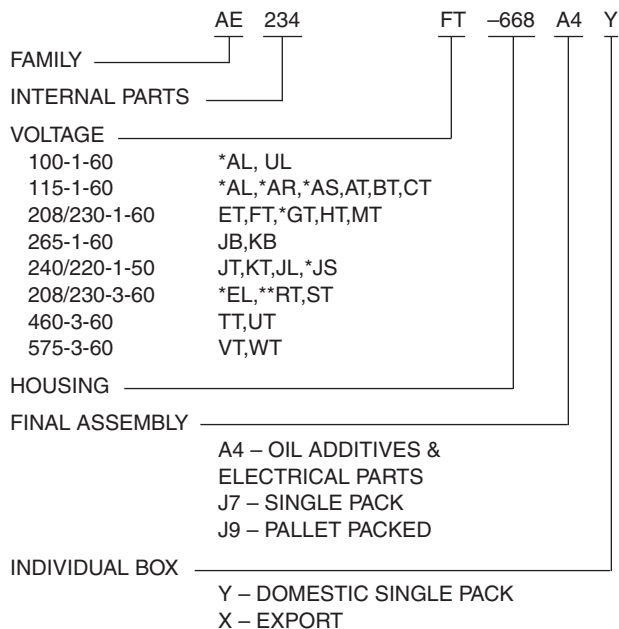 AE 234 FT –668 A4 Y
FAMILY
INTERNAL PARTS
VOLTAGE
100-1-60 *AL, UL
115-1-60 *AL,*AR,*AS,AT,BT,CT
208/230-1-60 ET,FT,*GT,HT,MT
265-1-60 JB,KB
240/220-1-50 JT,KT,JL,*JS
208/230-3-60 *EL,**RT,ST
460-3-60 TT,UT
575-3-60 VT,WT
HOUSING
FINAL ASSEMBLY
A4 – OIL ADDITIVES &
ELECTRICAL PARTS
J7 – SINGLE PACK
J9 – PALLET PACKED
INDIVIDUAL BOX
Y – DOMESTIC SINGLE PACK
X – EXPORT